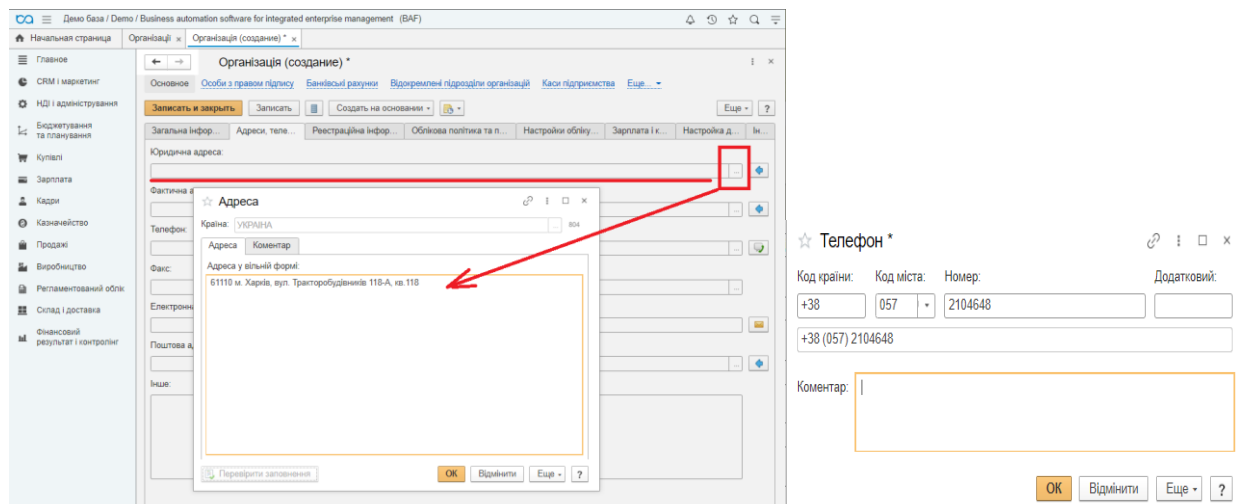 Демо база / Demo / Business automation software for integrated enterprise management (BAF)
Начальная страница Організації × Організація (создание) * ×
Главное
CRM і маркетинг
НДІ і адміністрування
Бюджетування
та планування
Купівлі
Зарплата
Кадри
Казначейство
Продажі
Виробництво
Регламентований облік
Склад і доставка
Фінансовий
результат і контролінг
Організація (создание) *
Основное Особи з правом підпису Банківські рахунки Відокремлені підрозділи організацій Каси підприємства Еще...
Записать и закрыть Записать Создать на основании Еще ?
Загальна інфор... Адреси, теле... Реестраційна інфор... Облікова політика та п... Настройки обліку... Зарплата і к... Настройка д... Ін...
Юридична адреса:
Фактична а
Телефон:
Факс:
Електронн
Поштова а
Інше:
Адреса
Країна: УКРАЇНА ... 804
Адреса Коментар
Адреса у вільній формі:
61110 м. Харків, вул. Тракторобудівників 118-А, кв.118
Перевірити заповнення ОК Відмінити Еще ?
Телефон *
Код країни: Код міста: Номер: Додатковий:
+38 057 2104648
+38 (057) 2104648
Коментар:
ОК Відмінити Еще ?